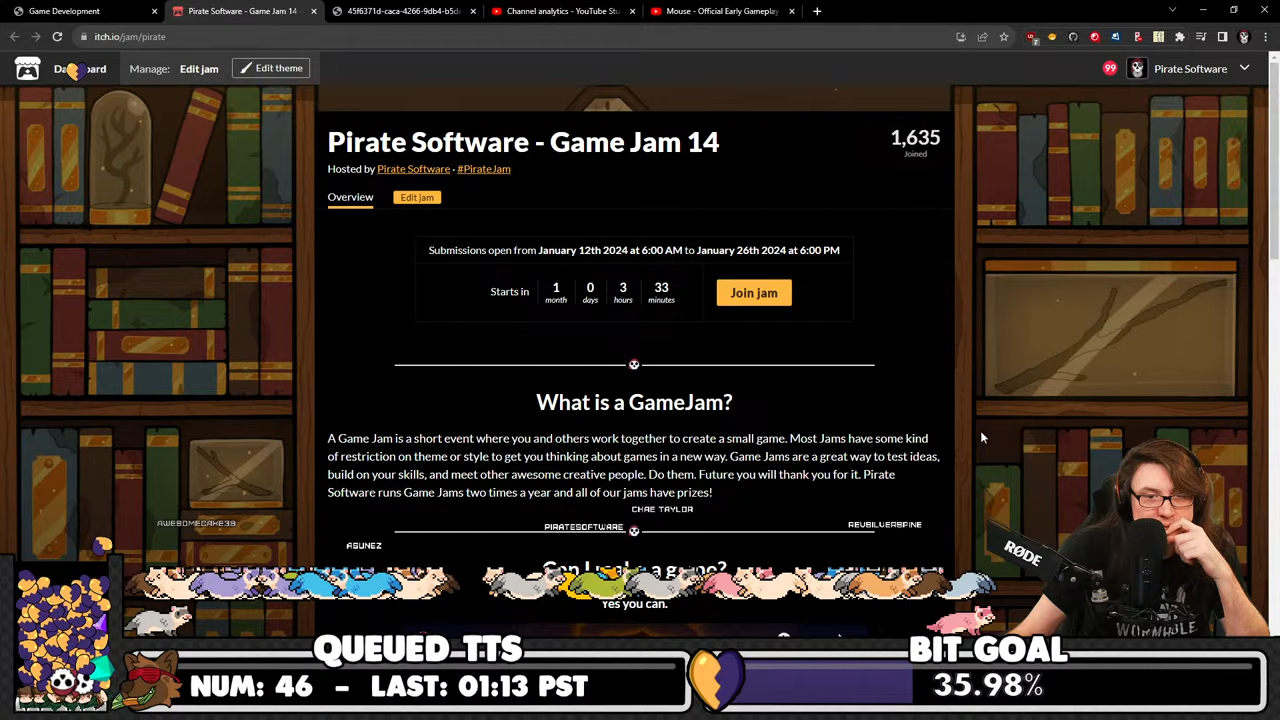 Game Development
Pirate Software - Game Jam 14
45f6371d-caca-4266-9db4-b5de
Channel analytics - YouTube Stu
Mouse - Official Early Gameplay
itch.io/jam/pirate
Manage: Edit jam
Edit theme
99
Pirate Software
Pirate Software - Game Jam 14
1,635
Joined
Hosted by Pirate Software · #PirateJam
Overview
Edit jam
Submissions open from January 12th 2024 at 6:00 AM to January 26th 2024 at 6:00 PM
Starts in
1 0 3 33
month days hours minutes
Join jam
What is a GameJam?
A Game Jam is a short event where you and others work together to create a small game. Most Jams have some kind
of restriction on theme or style to get you thinking about games in a new way. Game Jams are a great way to test ideas,
build on your skills, and meet other awesome creative people. Do them. Future you will thank you for it. Pirate
Software runs Game Jams two times a year and all of our jams have prizes!
CHAE TAYLOR
AWESOMECAKE39
PIRATESOFTWARE
REVSILVERSPINE
ASUNEZ
RØDE
Yes you can.
WORMHOLE
QUEUED TTS
BIT GOAL
NUM: 46 - LAST: 01:13 PST
35.98%